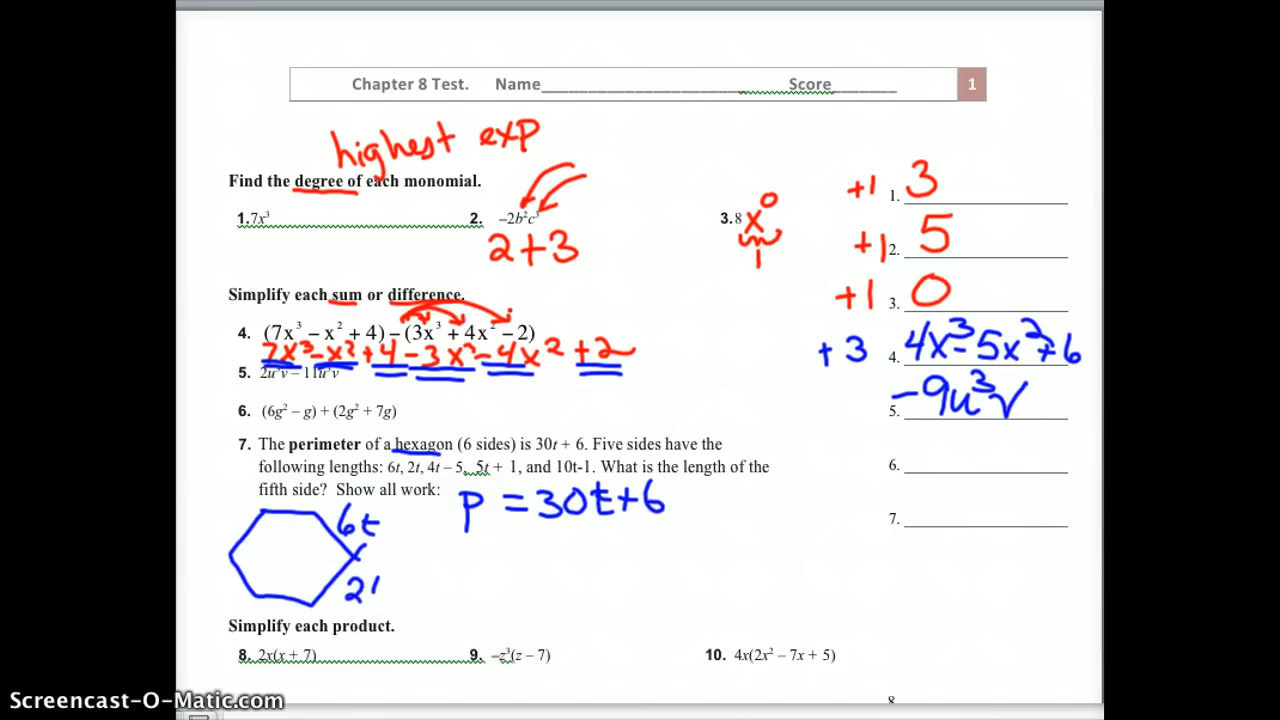 Chapter 8 Test. Name____________________ Score_______ 1
highest exp
Find the degree of each monomial.
1.7x³ 2. –2b²c³ 3.8 x⁰
2+3
1
+1 1. 3
+1 2. 5
+1 3. 0
Simplify each sum or difference.
4. (7x³ – x² + 4) – (3x³ + 4x² – 2)
7x³-x²+4-3x³-4x²+2
+3 4. 4x³-5x²+6
5.
5. -9u³v
6. (6g² – g) + (2g² + 7g)
6.
7. The perimeter of a hexagon (6 sides) is 30t + 6. Five sides have the
following lengths: 6t, 2t, 4t – 5, 5t + 1, and 10t-1. What is the length of the
fifth side? Show all work:
7.
P = 30t+6
6t
2
Simplify each product.
8. 2x(x + 7) 9. –z³(z – 7) 10. 4x(2x² – 7x + 5)
Screencast-O-Matic.com